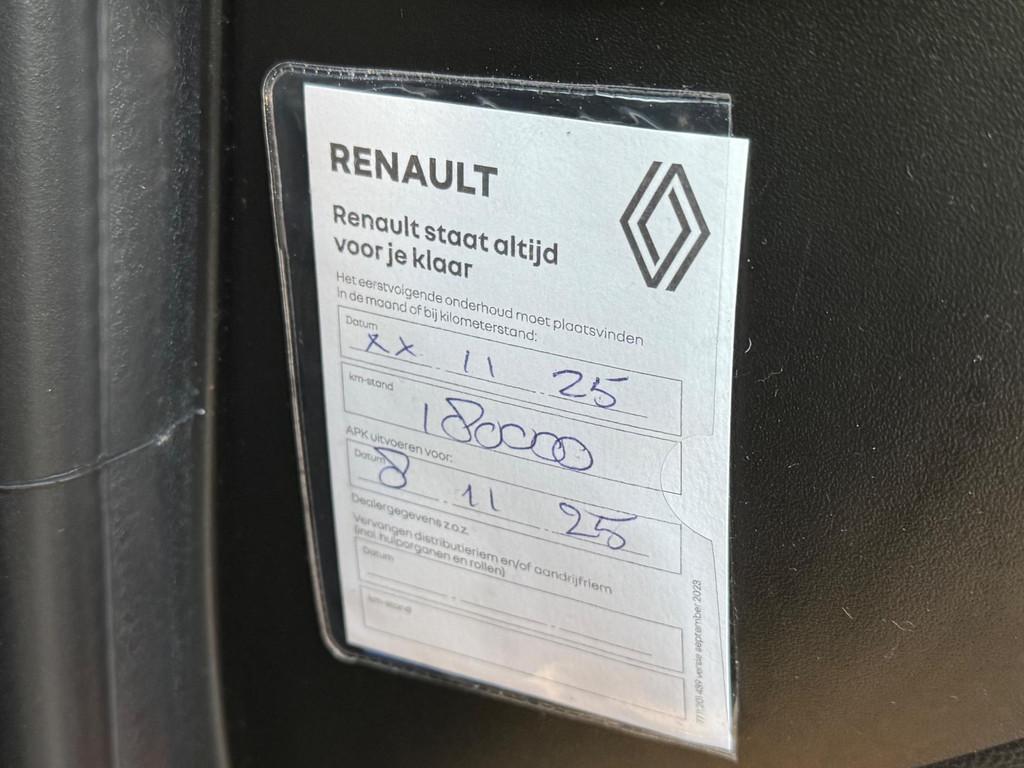 RENAULT
Renault staat altijd
voor je klaar
Het eerstvolgende onderhoud moet plaatsvinden
In de maand of bij kilometerstand:
Datum
xx 11 25
km-stand
180000
APK uitvoeren voor:
Datum
8 11 25
Dealergegevens z.o.z.
Vervangen distributieriem en/of aandrijfriem
(incl. hulporganen en rollen)
Datum
km-stand
versie september 2023